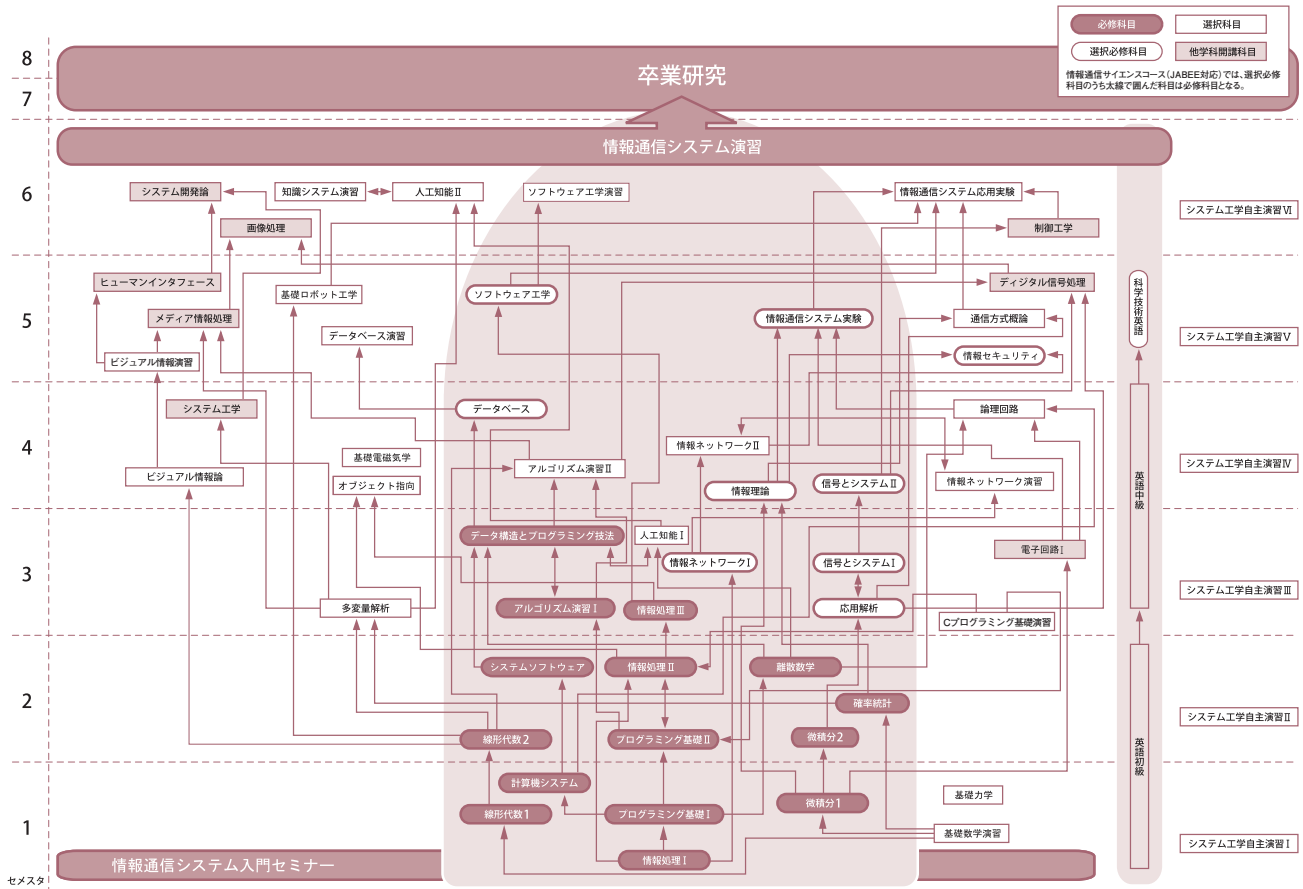 必修科目
選択科目
選択必修科目
他学科開講科目
情報通信サイエンスコース(JABEE対応)では、選択必修
科目のうち太線で囲んだ科目は必修科目となる。
8
7
卒業研究
情報通信システム演習
6
システム開発論
知識システム演習
人工知能Ⅱ
ソフトウェア工学演習
情報通信システム応用実験
システム工学自主演習Ⅵ
画像処理
制御工学
5
ヒューマンインタフェース
基礎ロボット工学
ソフトウェア工学
ディジタル信号処理
科学技術英語
メディア情報処理
データベース演習
情報通信システム実験
通信方式概論
システム工学自主演習Ⅴ
ビジュアル情報演習
情報セキュリティ
4
システム工学
データベース
論理回路
基礎電磁気学
情報ネットワークⅡ
システム工学自主演習Ⅳ
ビジュアル情報論
アルゴリズム演習Ⅱ
オブジェクト指向
情報理論
信号とシステムⅡ
情報ネットワーク演習
英語中級
3
データ構造とプログラミング技法
人工知能Ⅰ
電子回路Ⅰ
情報ネットワークⅠ
信号とシステムⅠ
システム工学自主演習Ⅲ
多変量解析
アルゴリズム演習Ⅰ
情報処理Ⅲ
応用解析
Cプログラミング基礎演習
2
システムソフトウェア
情報処理Ⅱ
離散数学
確率統計
システム工学自主演習Ⅱ
線形代数2
プログラミング基礎Ⅱ
微積分2
英語初級
1
計算機システム
線形代数1
プログラミング基礎Ⅰ
微積分1
基礎力学
基礎数学演習
システム工学自主演習Ⅰ
情報処理Ⅰ
情報通信システム入門セミナー
セメスタ